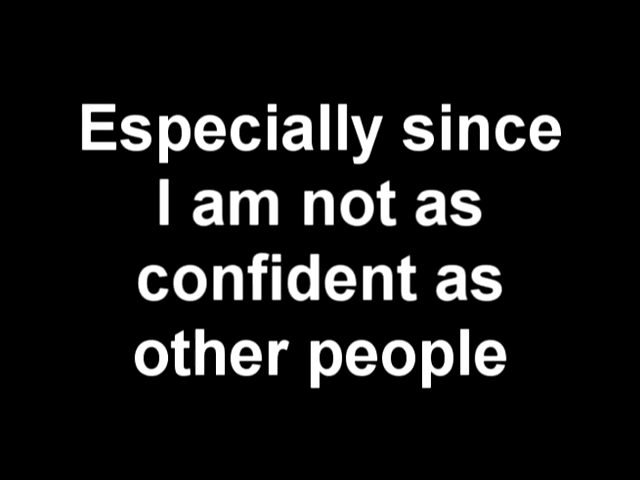 Especially since
I am not as
confident as
other people